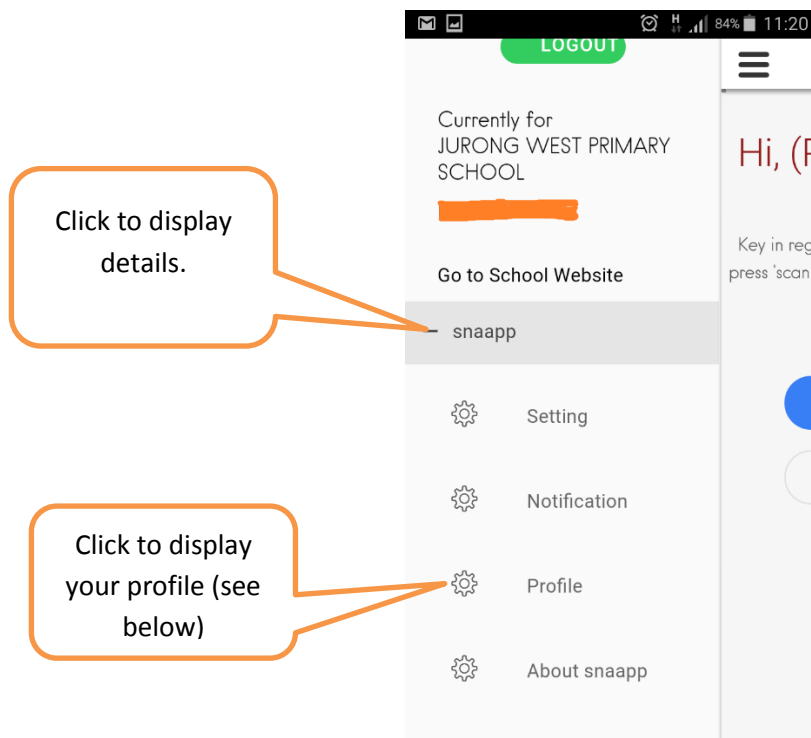 84% 11:20
LOGOUT
Currently for
JURONG WEST PRIMARY
SCHOOL
Hi, (
Click to display
details.
Key in reg
press 'scan
Go to School Website
– snaapp
Setting
Notification
Click to display
your profile (see
below)
Profile
About snaapp